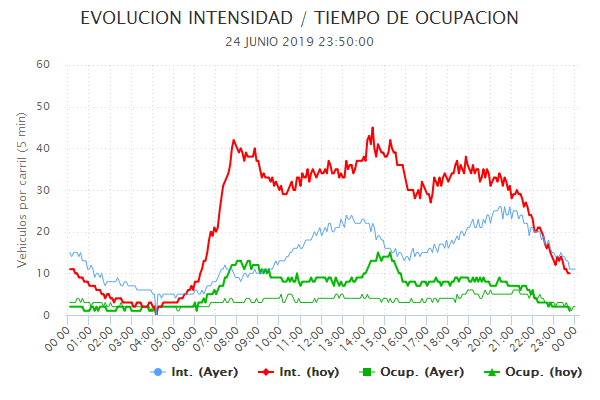 EVOLUCION INTENSIDAD / TIEMPO DE OCUPACION
24 JUNIO 2019 23:50:00
Vehiculos por carril (5 min)
60
50
40
30
20
10
0
00:00 01:00 02:00 03:00 04:00 05:00 06:00 07:00 08:00 09:00 10:00 11:00 12:00 13:00 14:00 15:00 16:00 17:00 18:00 19:00 20:00 21:00 22:00 23:00 00:00
Int. (Ayer) Int. (hoy) Ocup. (Ayer) Ocup. (hoy)